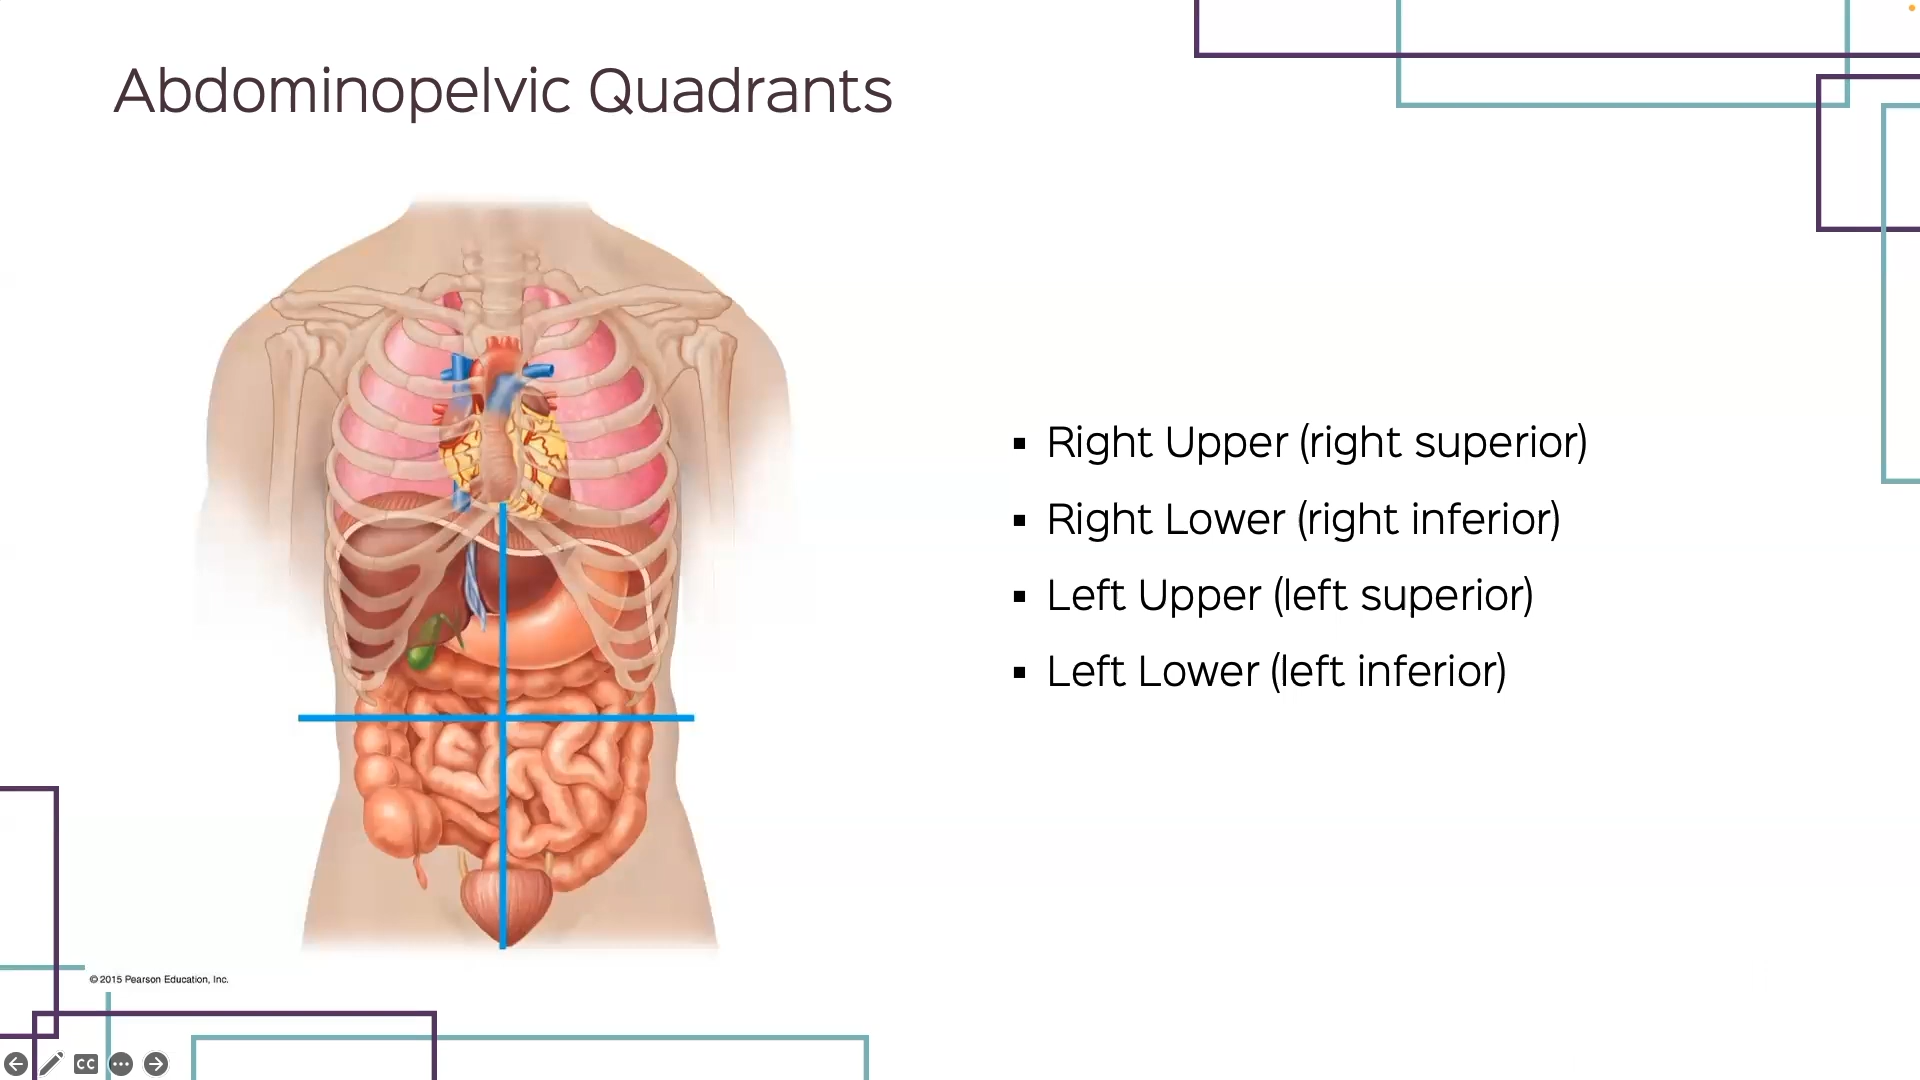 Abdominopelvic Quadrants
▪ Right Upper (right superior)
▪ Right Lower (right inferior)
▪ Left Upper (left superior)
▪ Left Lower (left inferior)
© 2015 Pearson Education, Inc.
CC